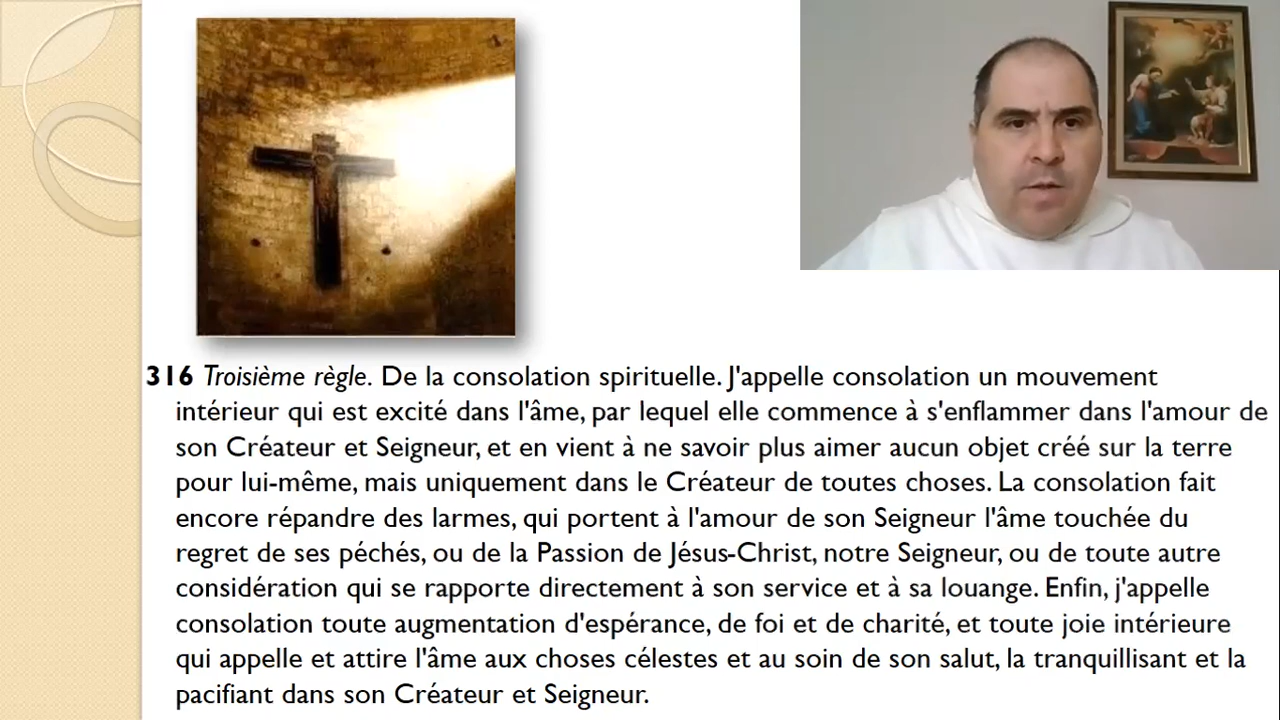 316 Troisième règle. De la consolation spirituelle. J'appelle consolation un mouvement
intérieur qui est excité dans l'âme, par lequel elle commence à s'enflammer dans l'amour de
son Créateur et Seigneur, et en vient à ne savoir plus aimer aucun objet créé sur la terre
pour lui-même, mais uniquement dans le Créateur de toutes choses. La consolation fait
encore répandre des larmes, qui portent à l'amour de son Seigneur l'âme touchée du
regret de ses péchés, ou de la Passion de Jésus-Christ, notre Seigneur, ou de toute autre
considération qui se rapporte directement à son service et à sa louange. Enfin, j'appelle
consolation toute augmentation d'espérance, de foi et de charité, et toute joie intérieure
qui appelle et attire l'âme aux choses célestes et au soin de son salut, la tranquillisant et la
pacifiant dans son Créateur et Seigneur.